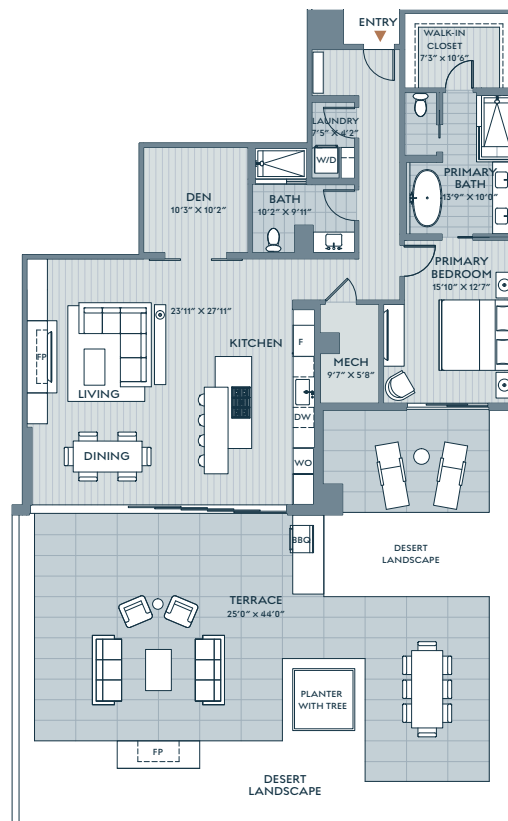 ENTRY
WALK-IN
CLOSET
7'3" X 10'6"
LAUNDRY
7'5" X 4'2"
W/D
PRIMARY
BATH
13'9" X 10'0"
DEN
10'3" X 10'2"
BATH
10'2" X 9'11"
PRIMARY
BEDROOM
15'10" X 12'7"
23'11" X 27'11"
KITCHEN
F
FP
MECH
9'7" X 5'8"
LIVING
DW
DINING
WO
BBQ
DESERT
LANDSCAPE
TERRACE
25'0" X 44'0"
PLANTER
WITH TREE
FP
DESERT
LANDSCAPE